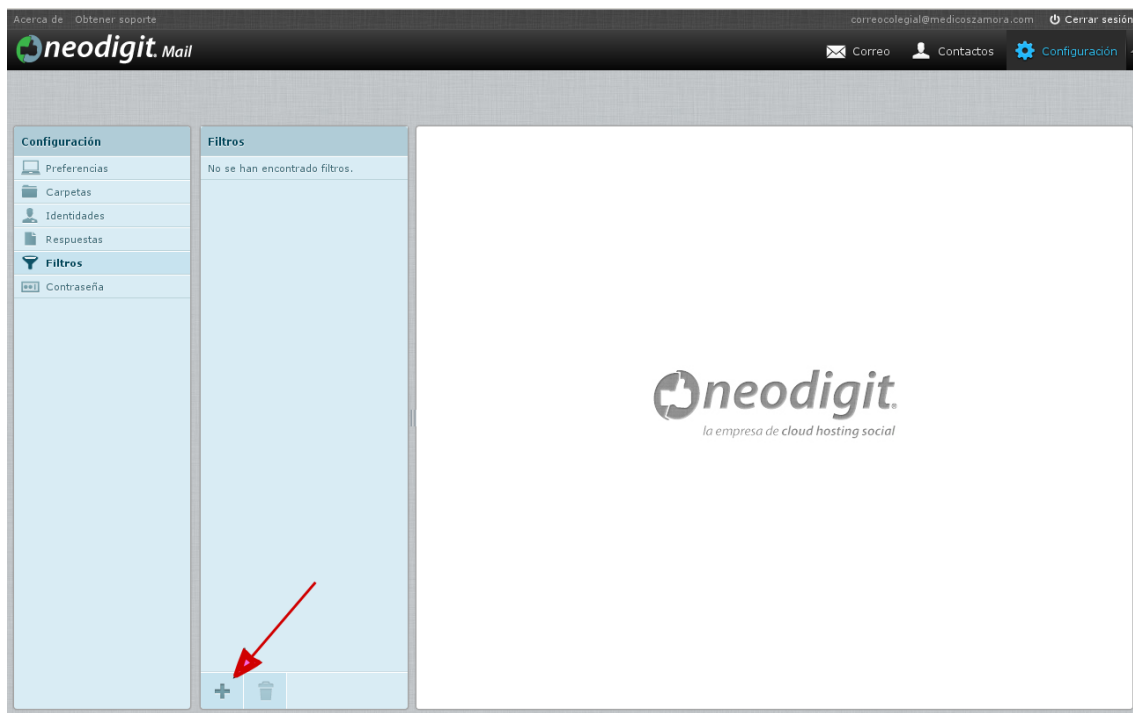 Acerca de Obtener soporte
correocolegial@medicoszamora.com Cerrar sesión
neodigit. Mail
Correo Contactos Configuración
Configuración
Preferencias
Carpetas
Identidades
Respuestas
Filtros
Contraseña
Filtros
No se han encontrado filtros.
neodigit.
la empresa de cloud hosting social